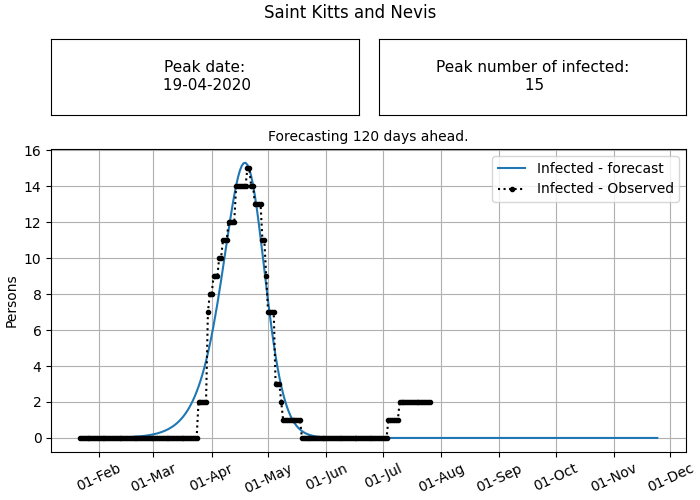 Saint Kitts and Nevis
Peak date:
19-04-2020
Peak number of infected:
15
Forecasting 120 days ahead.
Infected - forecast
Infected - Observed
Persons
16
14
12
10
8
6
4
2
0
01-Feb
01-Mar
01-Apr
01-May
01-Jun
01-Jul
01-Aug
01-Sep
01-Oct
01-Nov
01-Dec